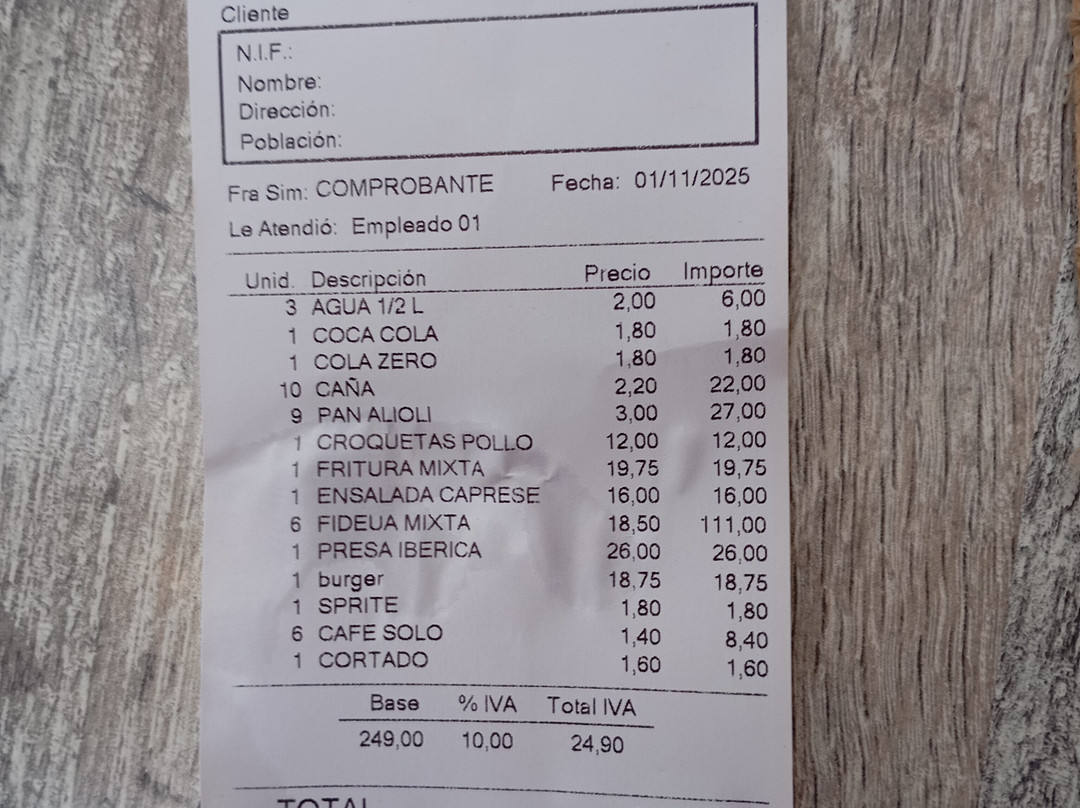 Cliente
N.I.F.:
Nombre:
Dirección:
Población:
Fra Sim: COMPROBANTE Fecha: 01/11/2025
Le Atendió: Empleado 01
Unid. Descripción Precio Importe
3 AGUA 1/2 L 2,00 6,00
1 COCA COLA 1,80 1,80
1 COLA ZERO 1,80 1,80
10 CAÑA 2,20 22,00
9 PAN ALIOLI 3,00 27,00
1 CROQUETAS POLLO 12,00 12,00
1 FRITURA MIXTA 19,75 19,75
1 ENSALADA CAPRESE 16,00 16,00
6 FIDEUA MIXTA 18,50 111,00
1 PRESA IBERICA 26,00 26,00
1 burger 18,75 18,75
1 SPRITE 1,80 1,80
6 CAFE SOLO 1,40 8,40
1 CORTADO 1,60 1,60
Base % IVA Total IVA
249,00 10,00 24,90
TOTAL